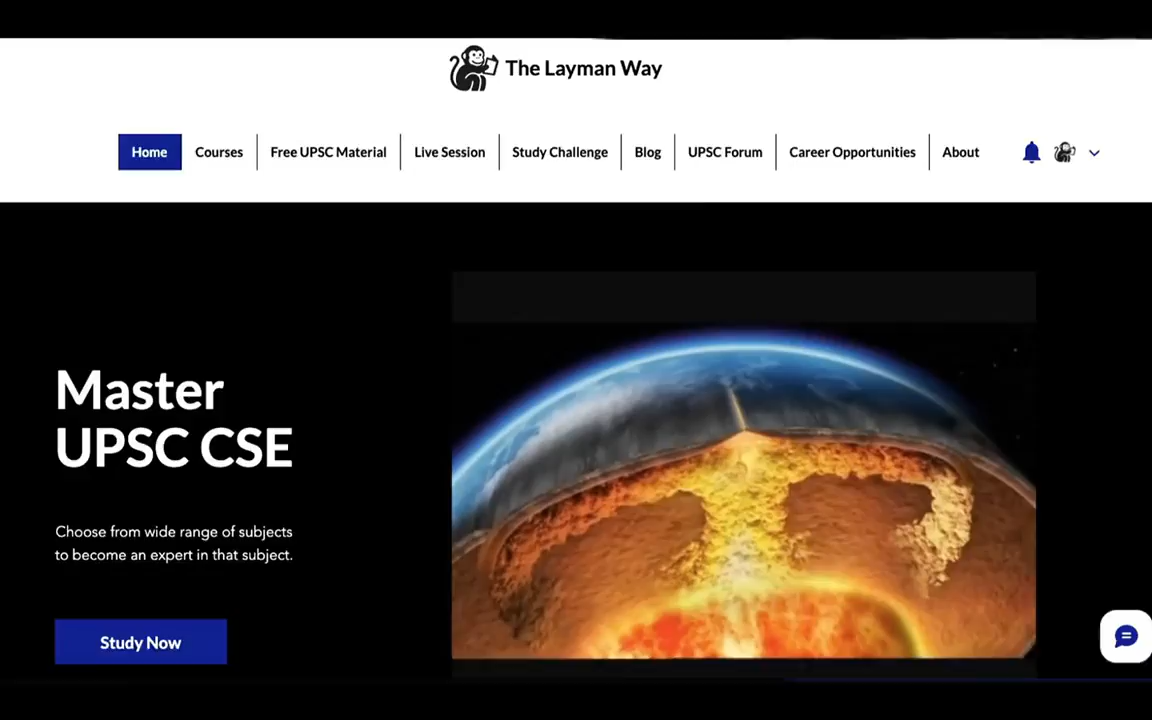 The Layman Way
Home Courses Free UPSC Material Live Session Study Challenge Blog UPSC Forum Career Opportunities About
Master
UPSC CSE
Choose from wide range of subjects
to become an expert in that subject.
Study Now